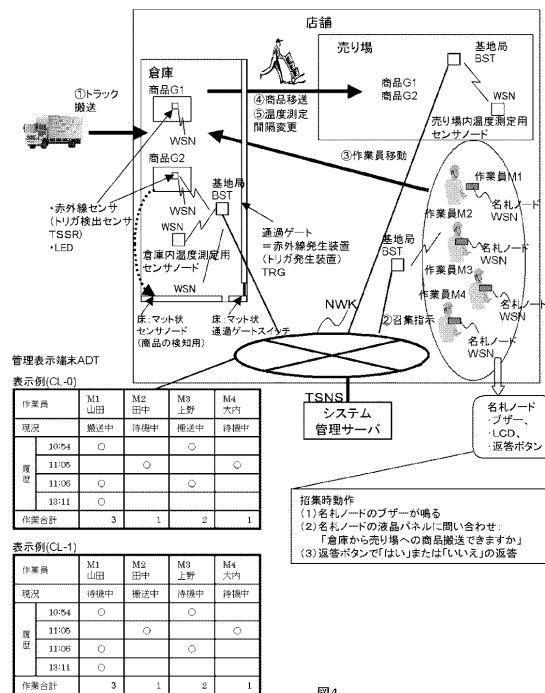 店舗
売り場
基地局
BST
商品G1
商品G2
WSN
売り場内温度測定用
センサノード
倉庫
商品G1
WSN
商品G2
WSN
WSN
基地局
BST
倉庫内温度測定用
センサノード
WSN
①トラック
搬送
④商品移送
⑤温度測定
間隔変更
③作業員移動
・赤外線センサ
(トリガ検出センサ
TSSR)
・LED
通過ゲート
=赤外線発生装置
(トリガ発生装置)
TRG
床:マット状
センサノード
(商品の検知用)
床:マット状
通過ゲートスイッチ
基地局
BST
作業員M1
名札ノード
WSN
作業員M2
名札ノード
WSN
作業員M3
名札ノード
WSN
作業員M4
名札ノード
WSN
②召集指示
NWK
TSNS
システム
管理サーバ
名札ノード
・ブザー、
・LCD、
・返答ボタン
招集時動作
(1)名札ノードのブザーが鳴る
(2)名札ノードの液晶パネルに問い合わせ:
「倉庫から売り場への商品搬送できますか」
(3)返答ボタンで「はい」または「いいえ」の返答
管理表示端末ADT
表示例(CL-0)
作業員 M1 山田 M2 田中 M3 上野 M4 大内
現況 搬送中 待機中 搬送中 待機中
履歴
10:54 ○ ○
11:05 ○ ○
11:06 ○ ○
13:11 ○
作業合計 3 1 2 1
表示例(CL-1)
作業員 M1 山田 M2 田中 M3 上野 M4 大内
現況 待機中 搬送中 待機中 待機中
履歴
10:54 ○ ○
11:05 ○ ○
11:06 ○ ○
13:11 ○
作業合計 3 1 2 1
図4